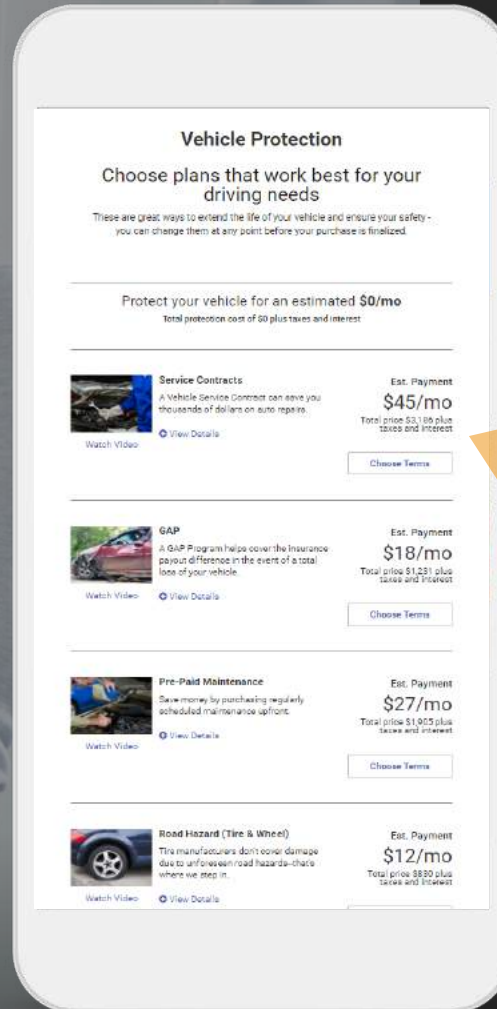 Vehicle Protection
Choose plans that work best for your
driving needs
These are great ways to extend the life of your vehicle and ensure your safety -
you can change them at any point before your purchase is finalized.
Protect your vehicle for an estimated $0/mo
Total protection cost of $0 plus taxes and interest
Service Contracts
A Vehicle Service Contract can save you
thousands of dollars on auto repairs.
View Details
Watch Video
Est. Payment
$45/mo
Total price $3,186 plus
taxes and interest
Choose Terms
GAP
A GAP Program helps cover the insurance
payout difference in the event of a total
loss of your vehicle.
View Details
Watch Video
Est. Payment
$18/mo
Total price $1,231 plus
taxes and interest
Choose Terms
Pre-Paid Maintenance
Save money by purchasing regularly
scheduled maintenance upfront.
View Details
Watch Video
Est. Payment
$27/mo
Total price $1,905 plus
taxes and interest
Choose Terms
Road Hazard (Tire & Wheel)
Tire manufacturers don't cover damage
due to unforeseen road hazards--that's
where we step in.
View Details
Watch Video
Est. Payment
$12/mo
Total price $830 plus
taxes and interest